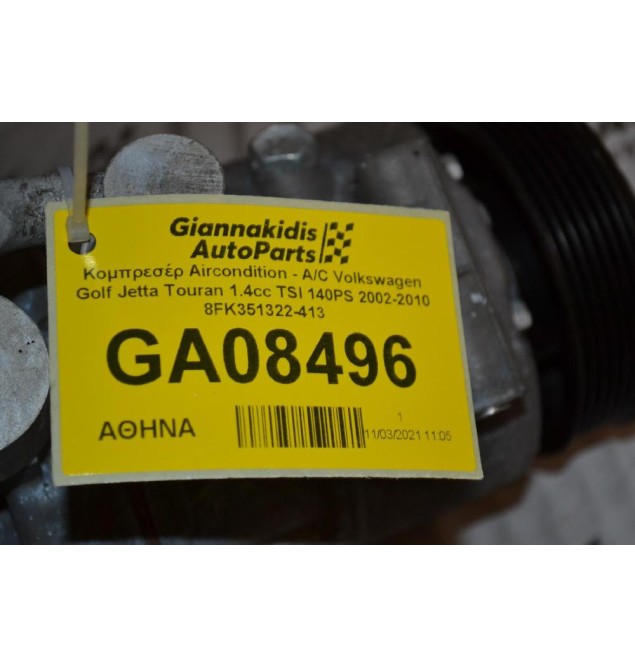 Giannakidis
AutoParts
Κομπρεσέρ Aircondition - A/C Volkswagen
Golf Jetta Touran 1.4cc TSI 140PS 2002-2010
8FK351322-413
GA08496
ΑΘΗΝΑ
1
11/03/2021 11:05